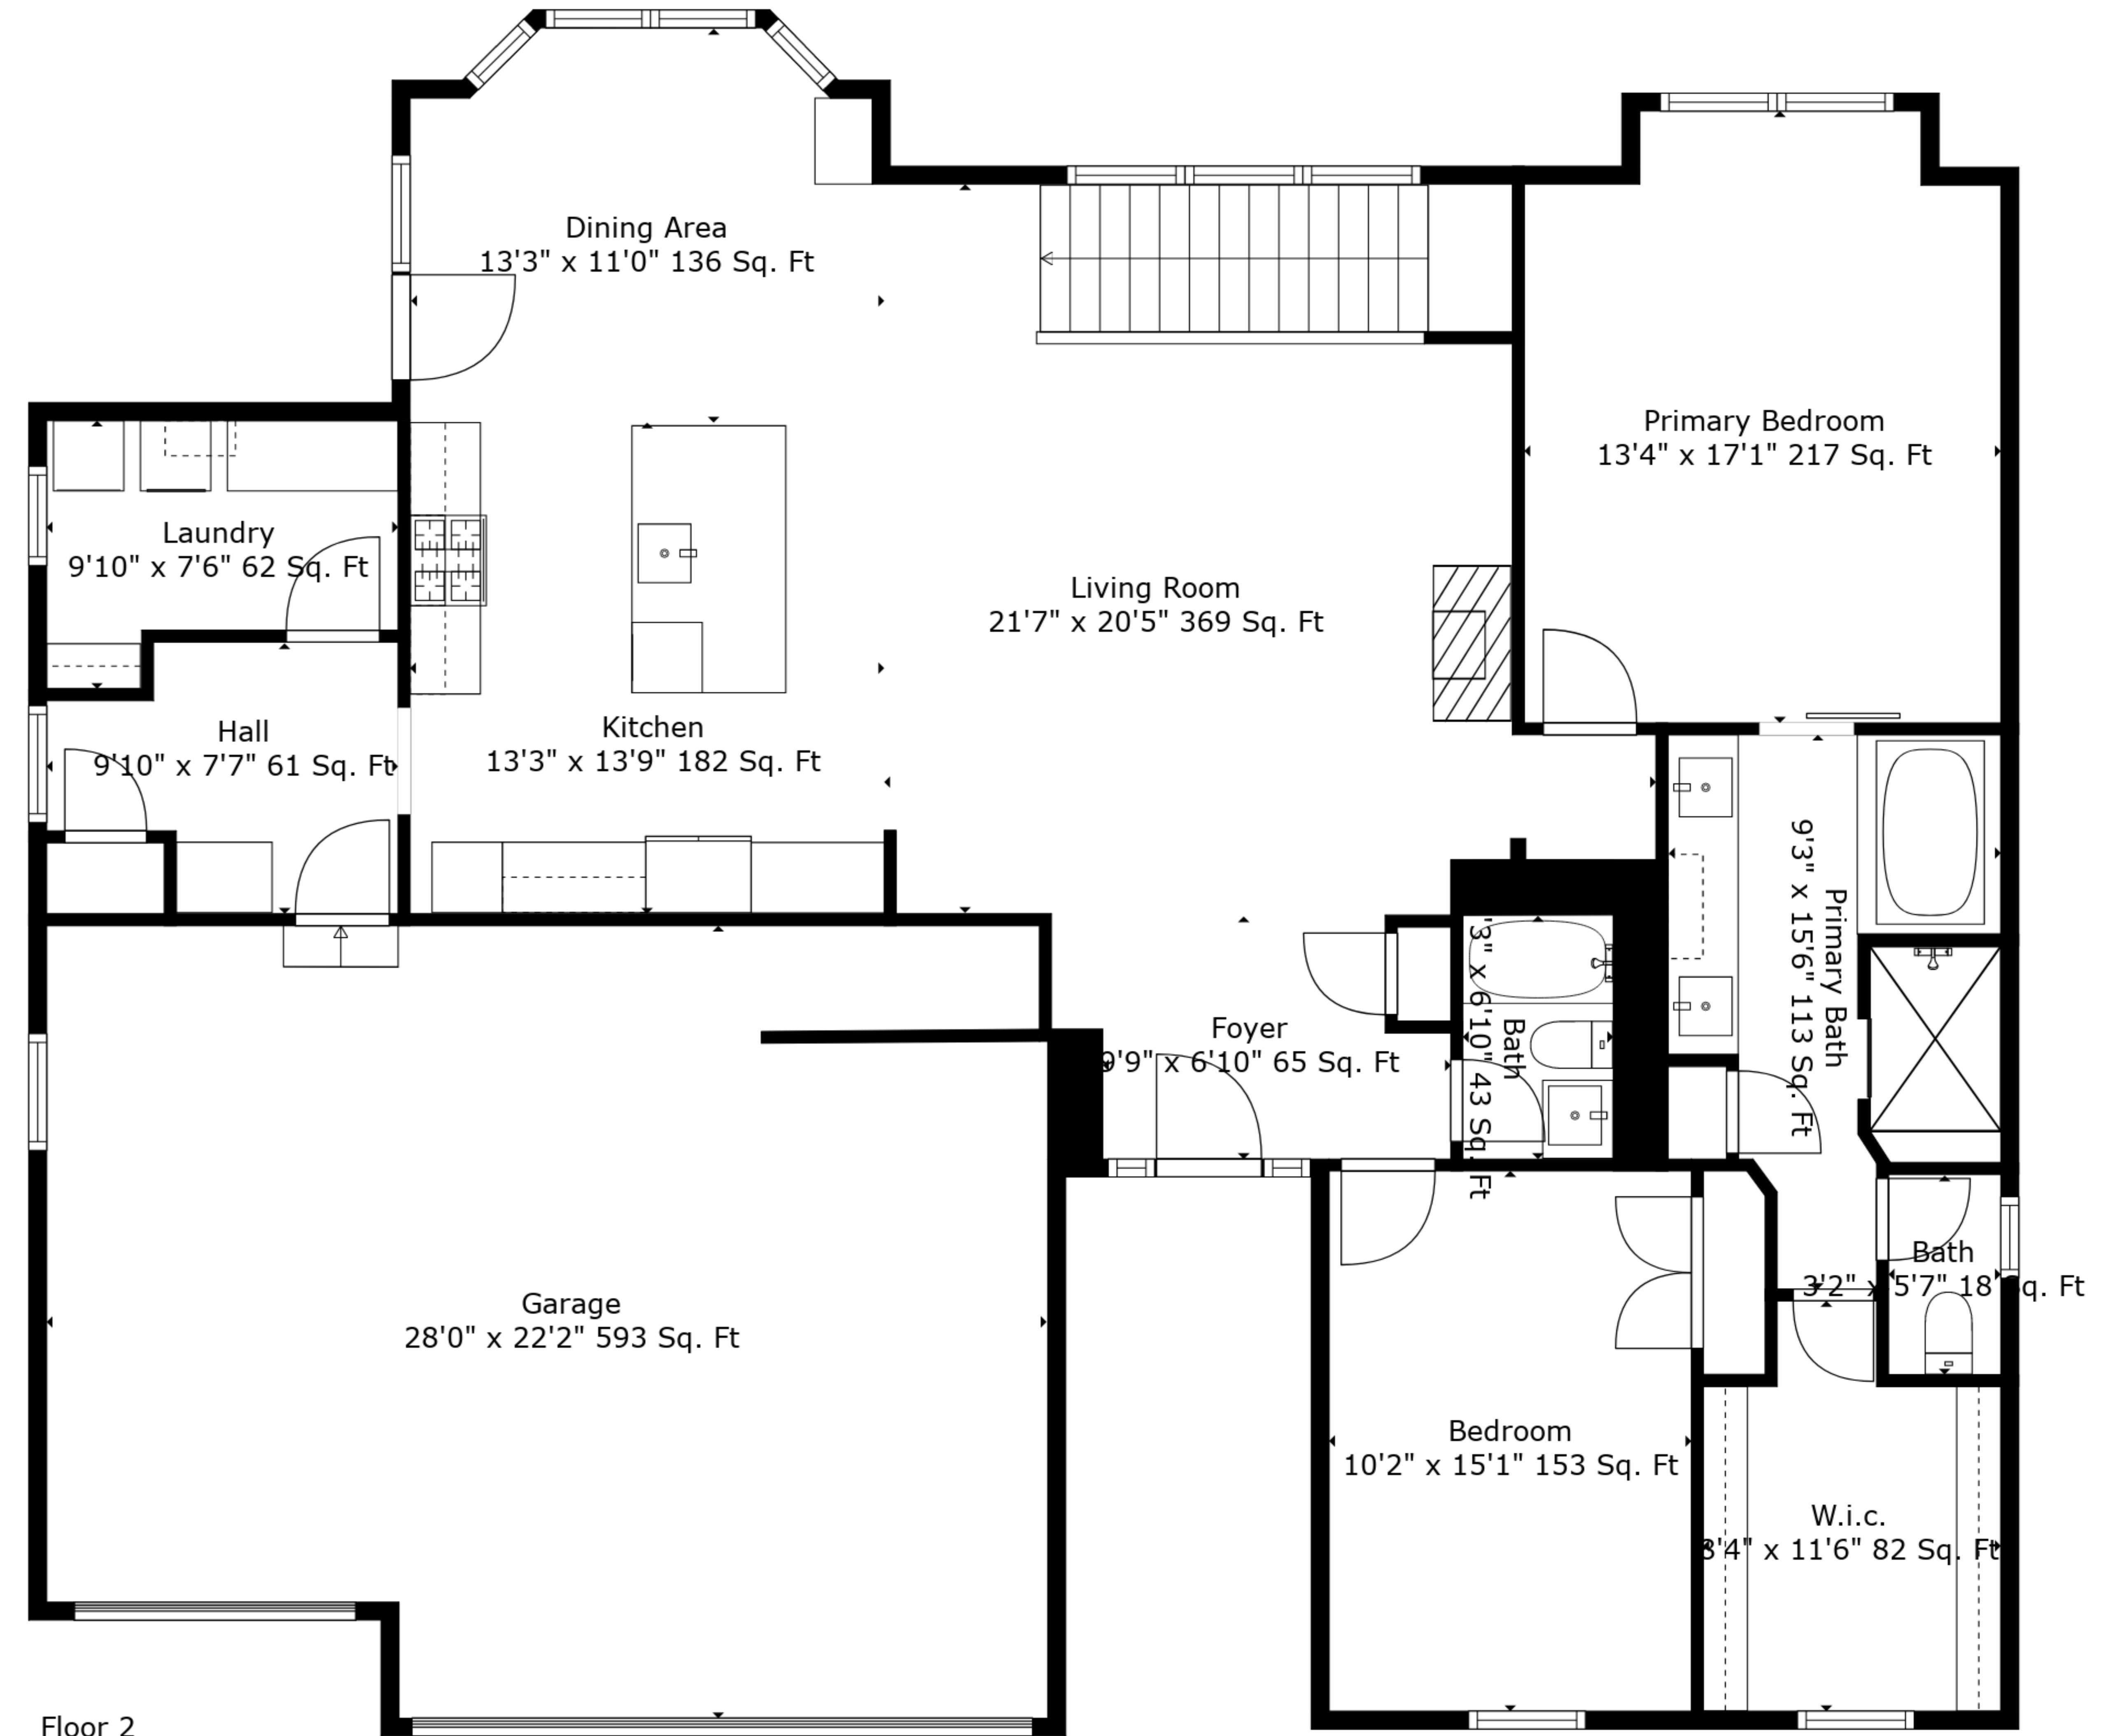 Dining Area
13'3" x 11'0" 136 Sq. Ft
Primary Bedroom
13'4" x 17'1" 217 Sq. Ft
Laundry
9'10" x 7'6" 62 Sq. Ft
Living Room
21'7" x 20'5" 369 Sq. Ft
Hall
9'10" x 7'7" 61 Sq. Ft
Kitchen
13'3" x 13'9" 182 Sq. Ft
Primary Bath
9'3" x 15'6" 113 Sq. Ft
Foyer
9'9" x 6'10" 65 Sq. Ft
Bath
'3" x 6'10" 43 Sq. Ft
Bath
3'2" x 5'7" 18 Sq. Ft
Garage
28'0" x 22'2" 593 Sq. Ft
Bedroom
10'2" x 15'1" 153 Sq. Ft
W.i.c.
8'4" x 11'6" 82 Sq. Ft
Floor 2